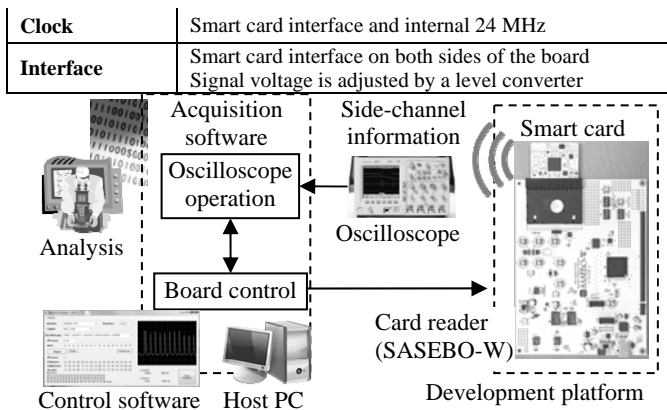 Clock Smart card interface and internal 24 MHz
Interface Smart card interface on both sides of the board
Signal voltage is adjusted by a level converter
Acquisition
software
Side-channel
information
Smart card
Oscilloscope
operation
Oscilloscope
Analysis
Board control
Card reader
(SASEBO-W)
SASEBO-W
Control software
Host PC
Development platform